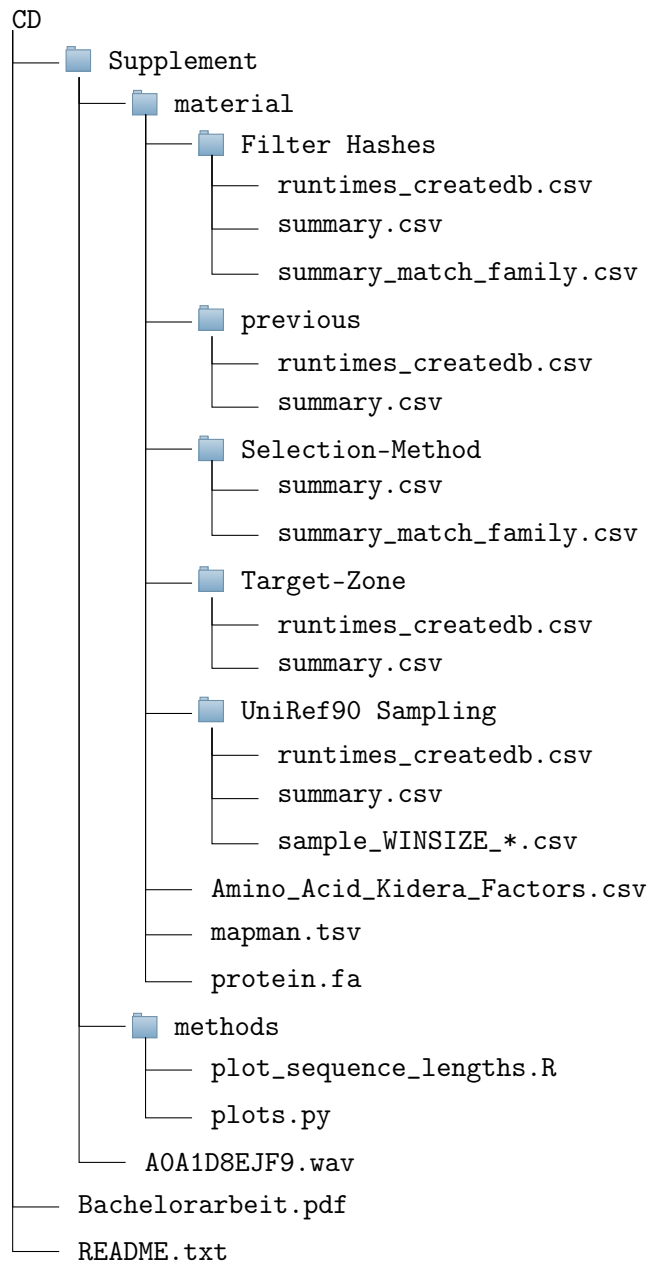 CD
Supplement
material
Filter Hashes
runtimes_createdb.csv
summary.csv
summary_match_family.csv
previous
runtimes_createdb.csv
summary.csv
Selection-Method
summary.csv
summary_match_family.csv
Target-Zone
runtimes_createdb.csv
summary.csv
UniRef90 Sampling
runtimes_createdb.csv
summary.csv
sample_WINSIZE_*.csv
Amino_Acid_Kidera_Factors.csv
mapman.tsv
protein.fa
methods
plot_sequence_lengths.R
plots.py
A0A1D8EJF9.wav
Bachelorarbeit.pdf
README.txt